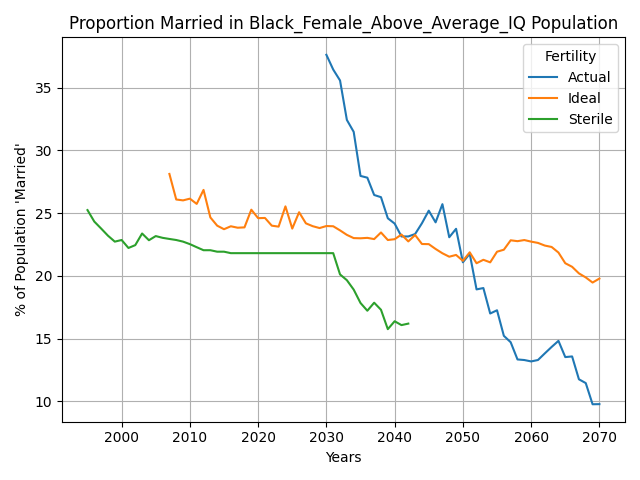 Proportion Married in Black_Female_Above_Average_IQ Population
Fertility
Actual
Ideal
Sterile
% of Population 'Married'
35
30
25
20
15
10
2000
2010
2020
2030
2040
2050
2060
2070
Years